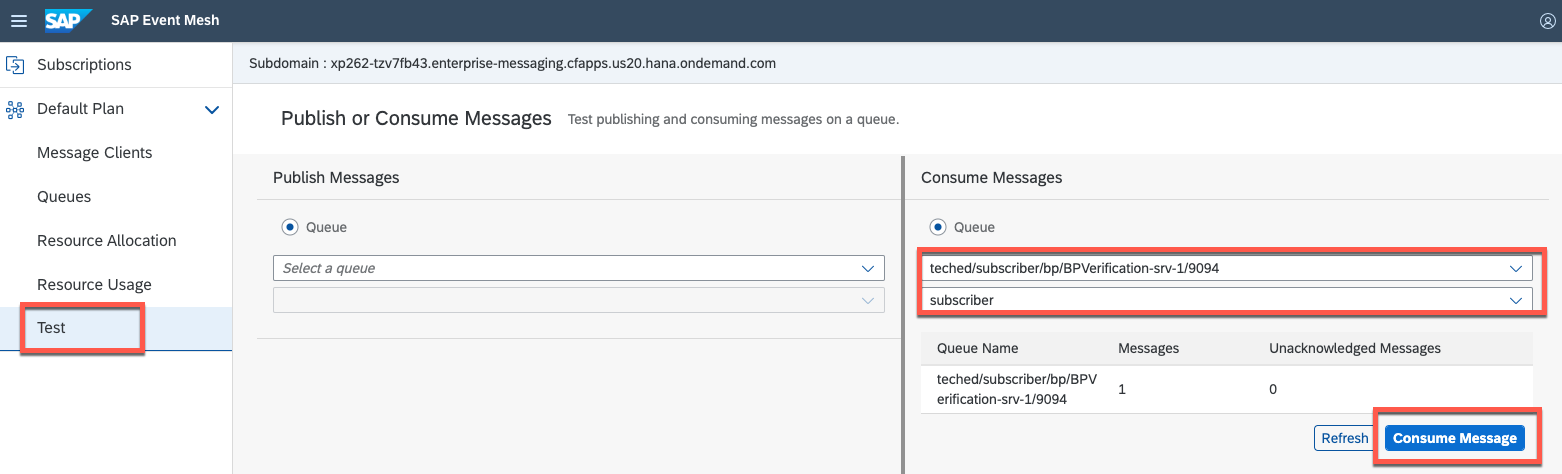 SAP SAP Event Mesh
Subscriptions
Default Plan
Message Clients
Queues
Resource Allocation
Resource Usage
Test
Subdomain : xp262-tzv7fb43.enterprise-messaging.cfapps.us20.hana.ondemand.com
Publish or Consume Messages Test publishing and consuming messages on a queue.
Publish Messages
Queue
Select a queue
Consume Messages
Queue
teched/subscriber/bp/BPVerification-srv-1/9094
subscriber
Queue Name Messages Unacknowledged Messages
teched/subscriber/bp/BPV
erification-srv-1/9094 1 0
Refresh Consume Message